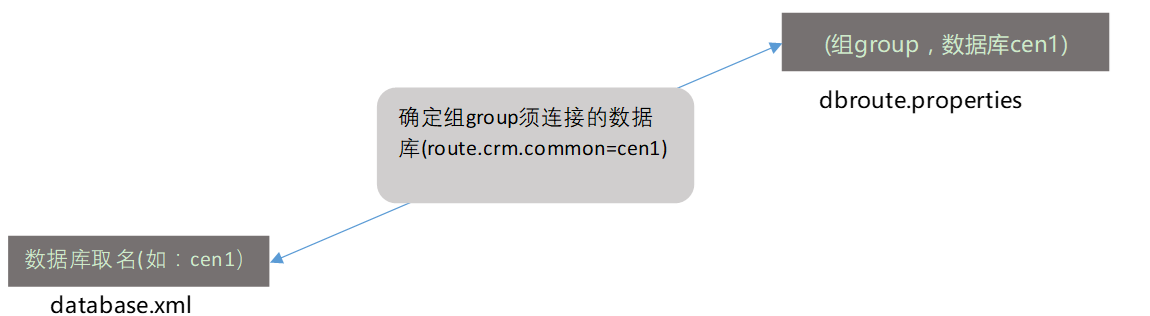 (组group，数据库cen1)
dbroute.properties
确定组group须连接的数据
库(route.crm.common=cen1)
数据库取名(如：cen1)
database.xml